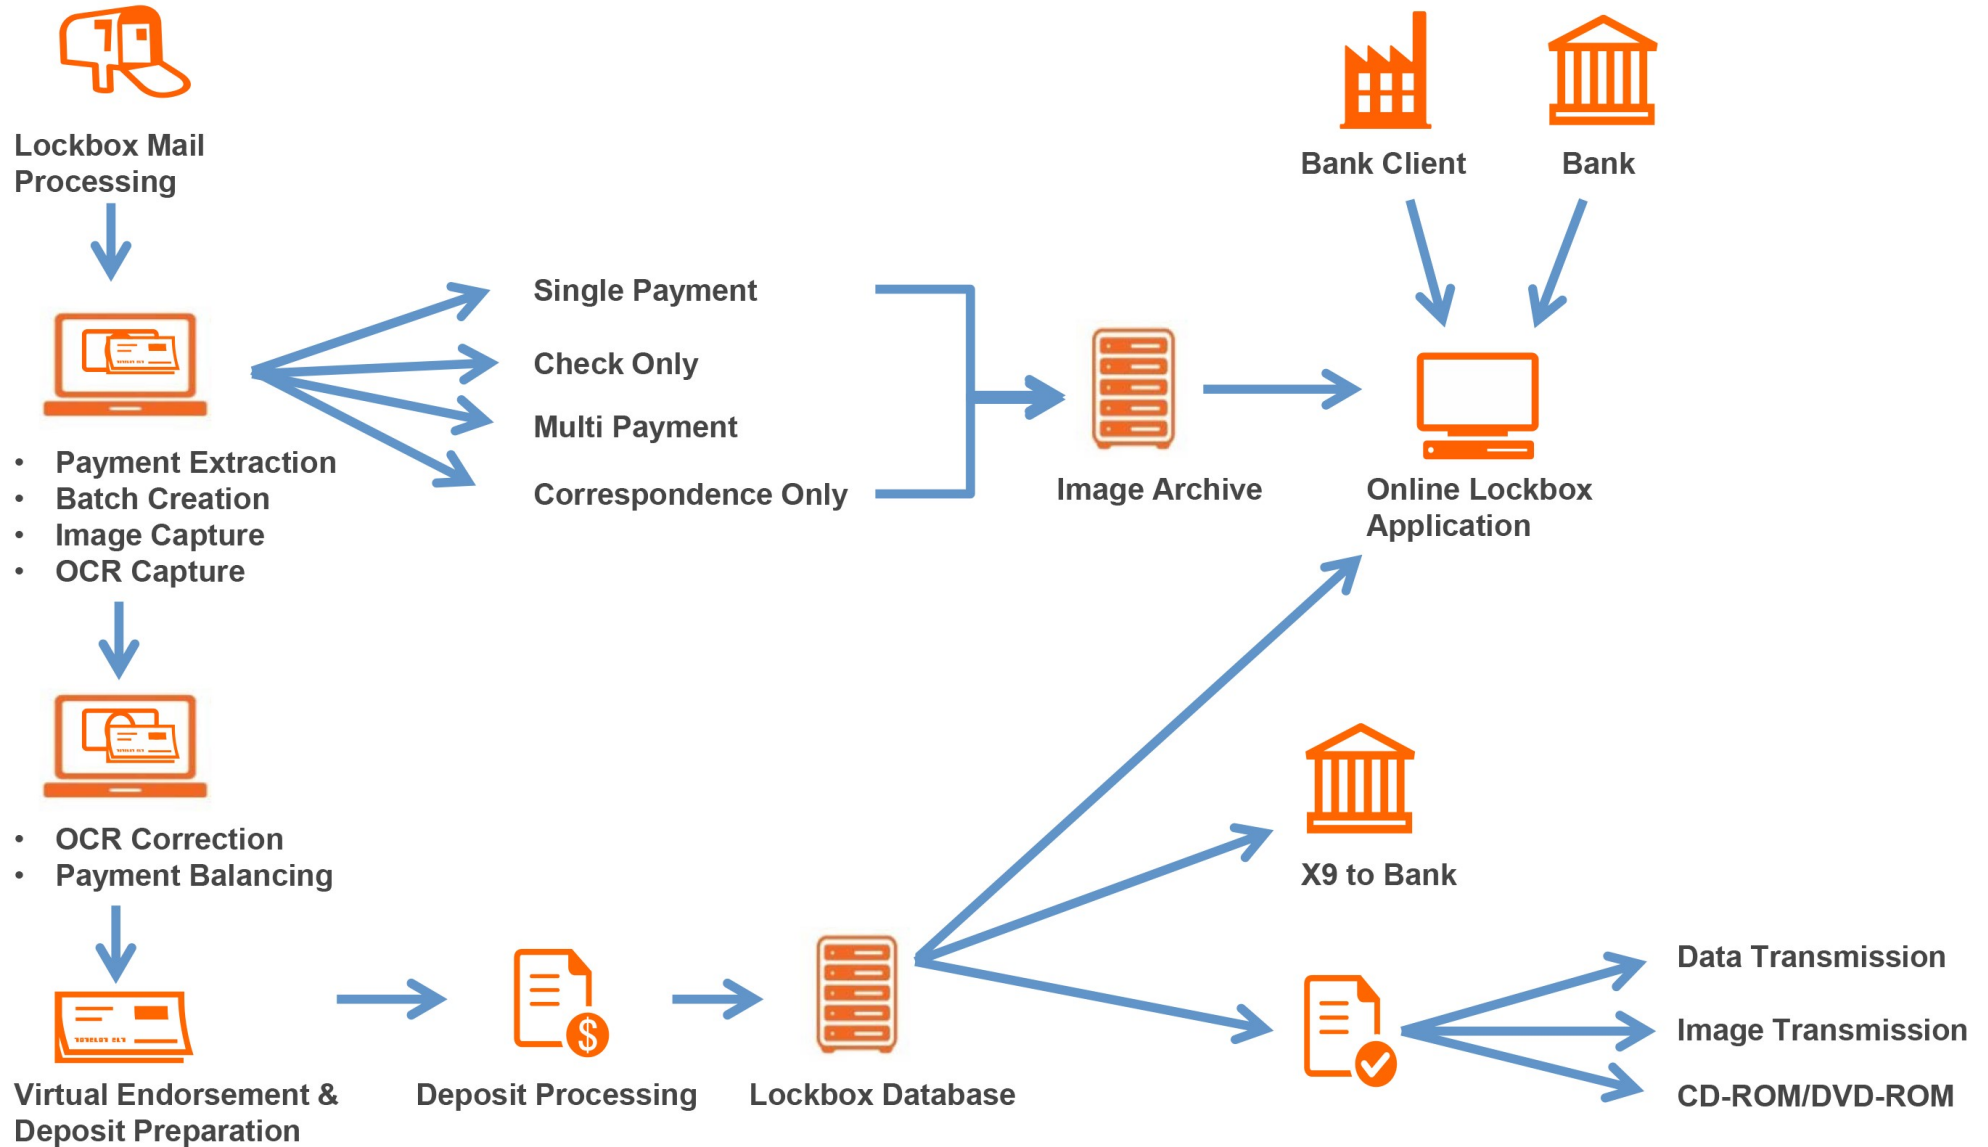 Lockbox Mail
Processing
Bank Client
Bank
Single Payment
Check Only
Multi Payment
Correspondence Only
Image Archive
Online Lockbox
Application
• Payment Extraction
• Batch Creation
• Image Capture
• OCR Capture
• OCR Correction
• Payment Balancing
X9 to Bank
$
Virtual Endorsement &
Deposit Preparation
Deposit Processing
Lockbox Database
Data Transmission
Image Transmission
CD-ROM/DVD-ROM